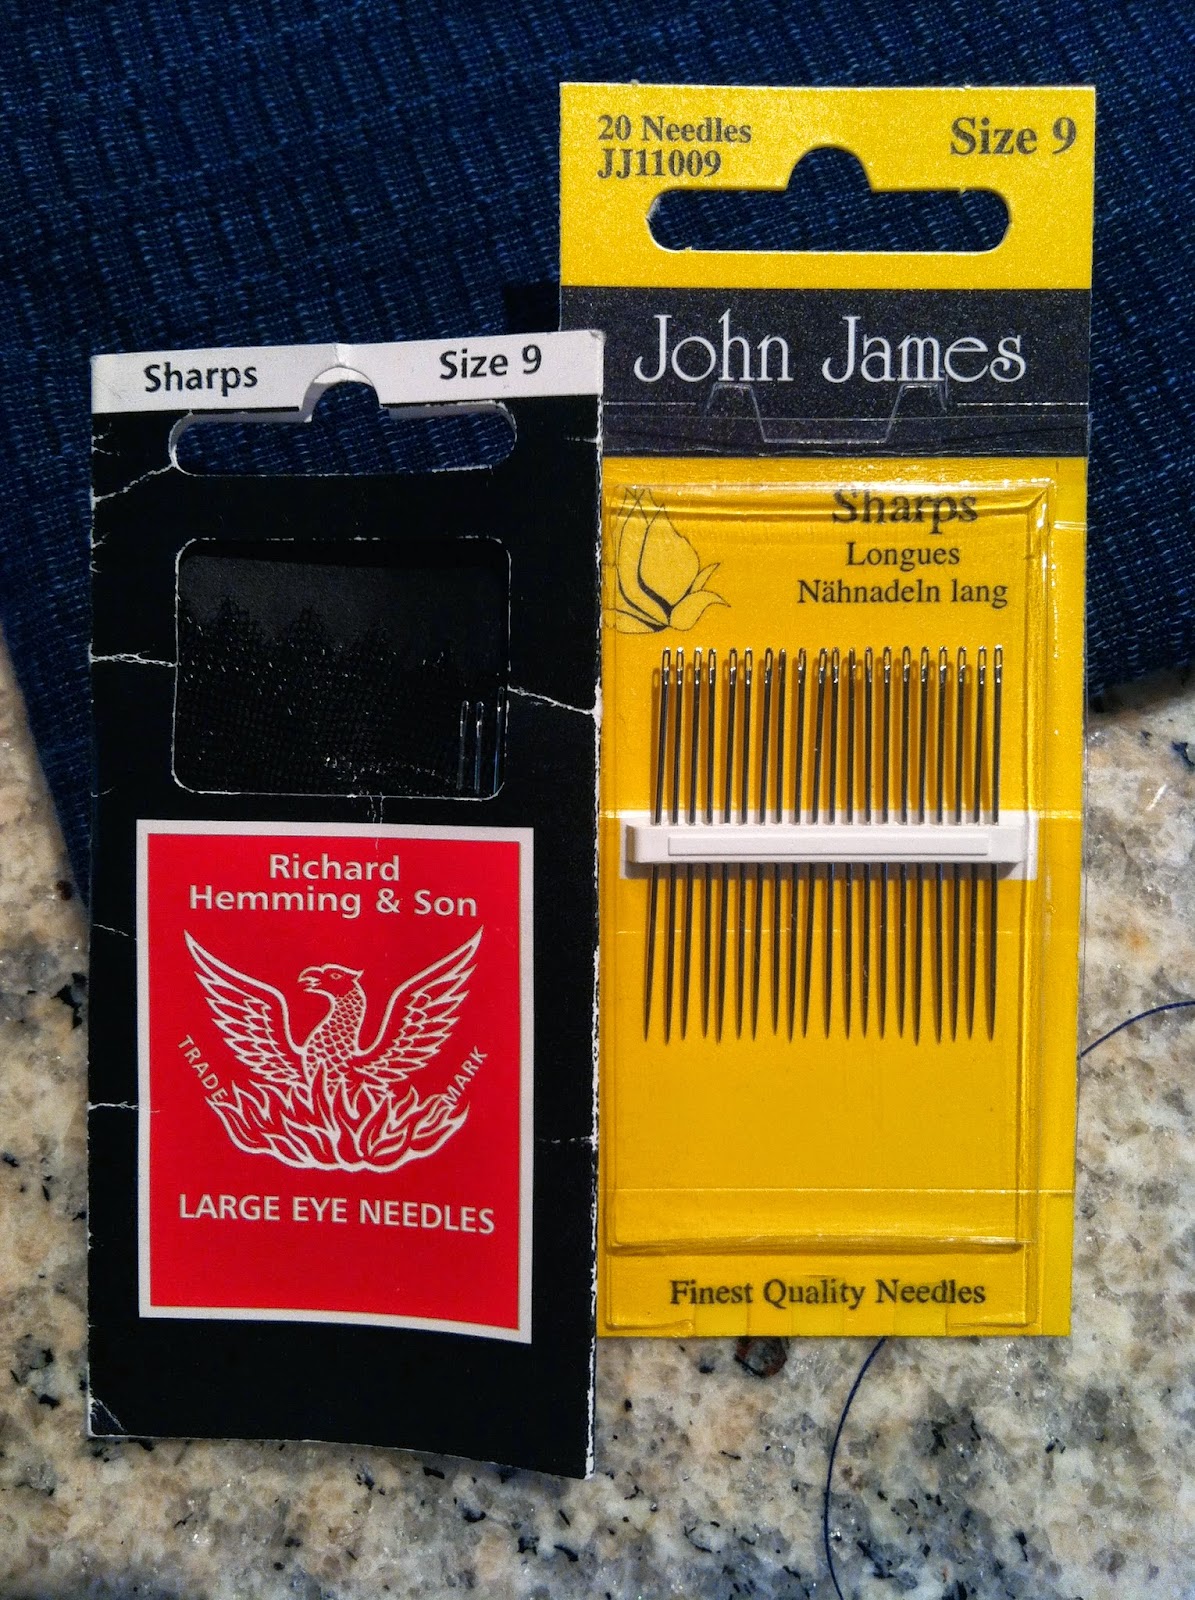 Sharps Size 9
Richard
Hemming & Son
TRADE MARK
LARGE EYE NEEDLES
20 Needles
JJ11009
Size 9
John James
Sharps
Longues
Nähnadeln lang
Finest Quality Needles